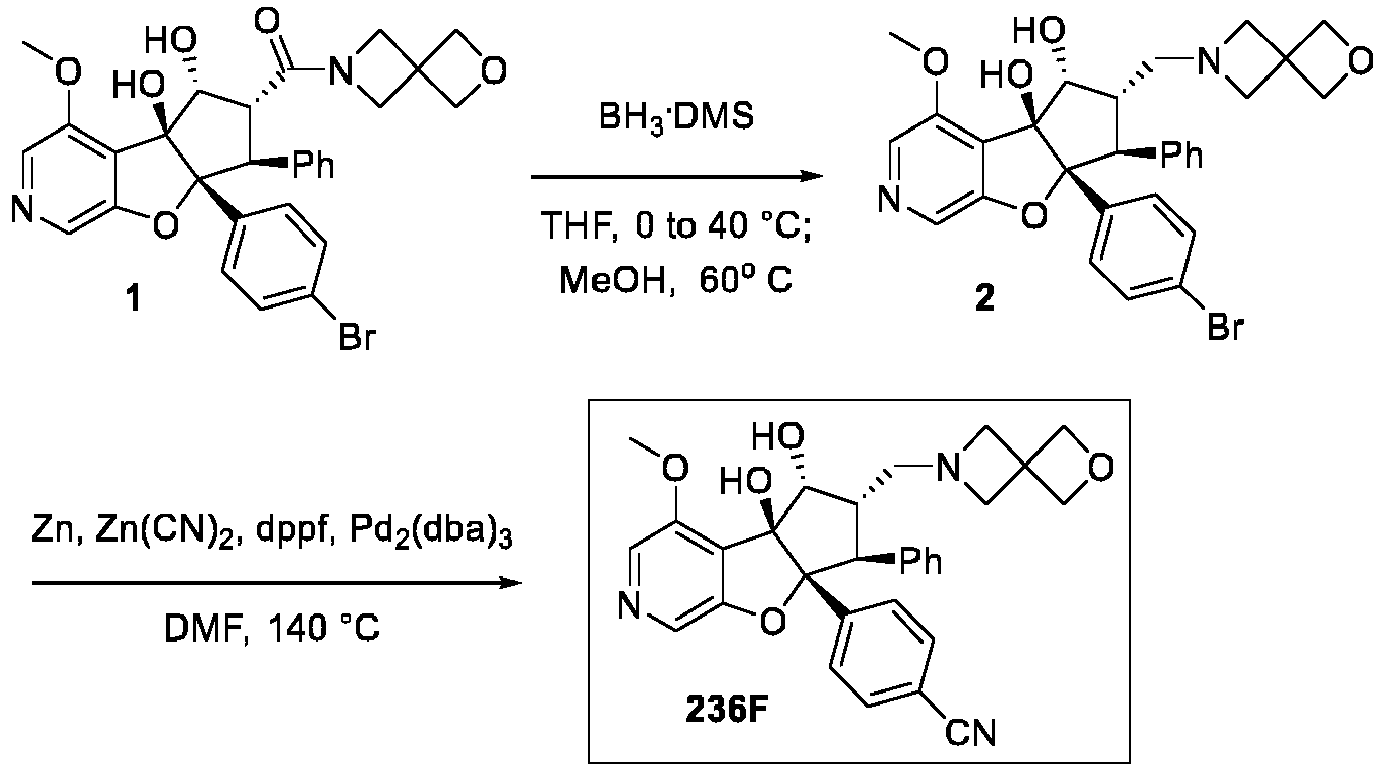 O
HO
O
HO
N
O
Ph
N
O
1
Br
BH3·DMS
THF, 0 to 40 °C;
MeOH, 60o C
HO
O
HO
N
O
Ph
N
O
2
Br
Zn, Zn(CN)2, dppf, Pd2(dba)3
DMF, 140 °C
HO
O
HO
N
O
Ph
N
O
236F
CN